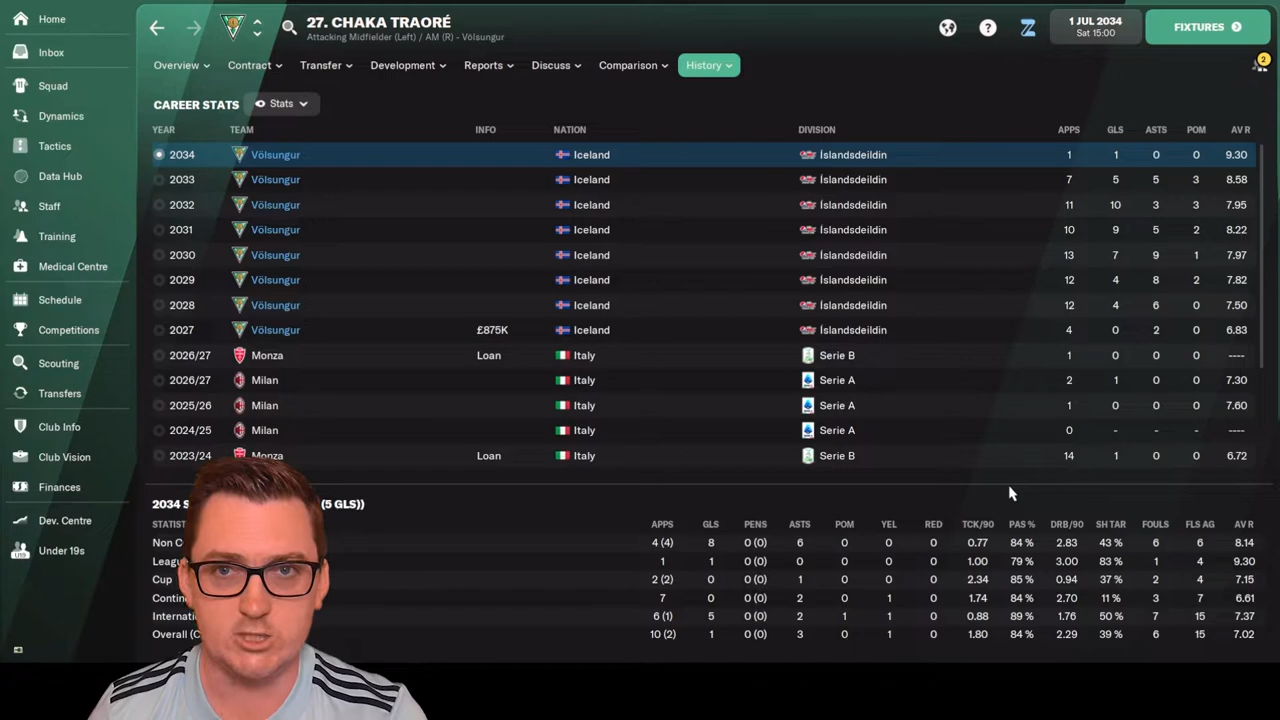 Home
Inbox
Squad
Dynamics
Tactics
Data Hub
Staff
Training
Medical Centre
Schedule
Competitions
Scouting
Transfers
Club Info
Club Vision
Finances
Dev. Centre
Under 19s
27. CHAKA TRAORÉ
Attacking Midfielder (Left) / AM (R) - Völsungur
1 JUL 2034
Sat 15:00
FIXTURES
2
Overview Contract Transfer Development Reports Discuss Comparison History
CAREER STATS Stats
YEAR TEAM INFO NATION DIVISION APPS GLS ASTS POM AV R
2034 Völsungur Iceland Íslandsdeildin 1 1 0 0 9.30
2033 Völsungur Iceland Íslandsdeildin 7 5 5 3 8.58
2032 Völsungur Iceland Íslandsdeildin 11 10 3 3 7.95
2031 Völsungur Iceland Íslandsdeildin 10 9 5 2 8.22
2030 Völsungur Iceland Íslandsdeildin 13 7 9 1 7.97
2029 Völsungur Iceland Íslandsdeildin 12 4 8 2 7.82
2028 Völsungur Iceland Íslandsdeildin 12 4 6 0 7.50
2027 Völsungur £875K Iceland Íslandsdeildin 4 0 2 0 6.83
2026/27 Monza Loan Italy Serie B 1 0 0 0 ----
2026/27 Milan Italy Serie A 2 1 0 0 7.30
2025/26 Milan Italy Serie A 1 0 0 0 7.60
2024/25 Milan Italy Serie A 0 - - - ----
2023/24 Monza Loan Italy Serie B 14 1 0 0 6.72
2034 S (5 GLS))
STATIST APPS GLS PENS ASTS POM YEL RED TCK/90 PAS % DRB/90 SH TAR FOULS FLS AG AV R
Non C 4 (4) 8 0 (0) 6 0 0 0 0.77 84 % 2.83 43 % 6 6 8.14
Leagu 1 1 0 (0) 0 0 0 0 1.00 79 % 3.00 83 % 1 4 9.30
Cup 2 (2) 0 0 (0) 1 0 0 0 2.34 85 % 0.94 37 % 2 4 7.15
Contin 7 0 0 (0) 2 0 1 0 1.74 84 % 2.70 11 % 3 7 6.61
Internati 6 (1) 5 0 (0) 2 1 1 0 0.88 89 % 1.76 50 % 7 15 7.37
Overall (C 10 (2) 1 0 (0) 3 0 1 0 1.80 84 % 2.29 39 % 6 15 7.02